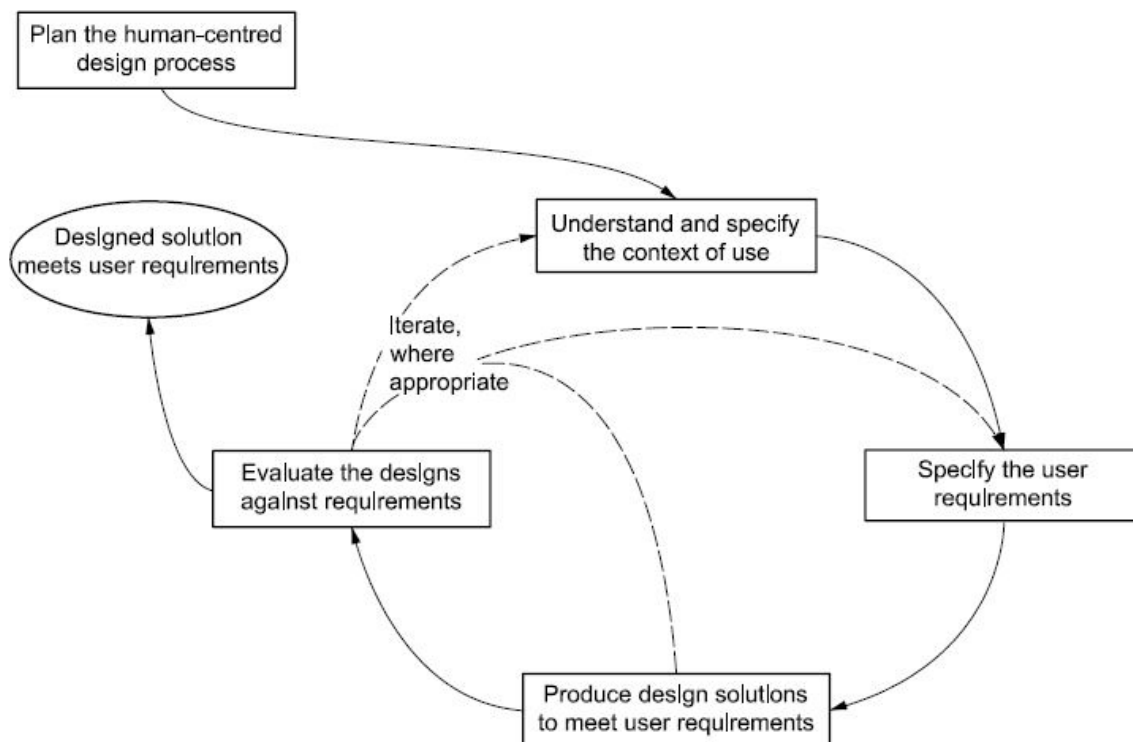 Plan the human-centred
design process
Understand and specify
the context of use
Designed solution
meets user requirements
Iterate,
where
appropriate
Evaluate the designs
against requirements
Specify the user
requirements
Produce design solutions
to meet user requirements